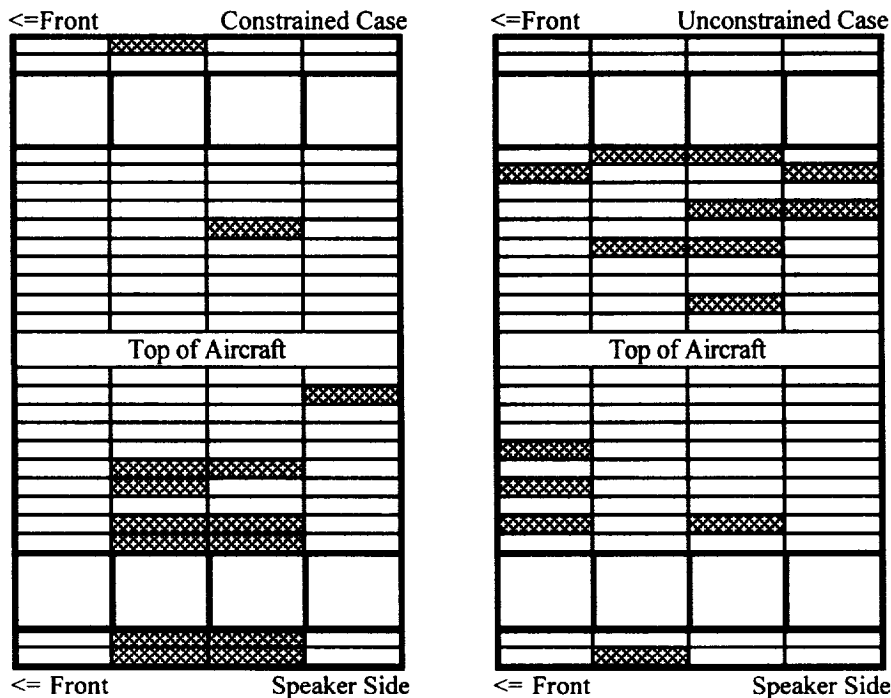 <=Front Constrained Case
Top of Aircraft
<= Front Speaker Side
<=Front Unconstrained Case
Top of Aircraft
<= Front Speaker Side